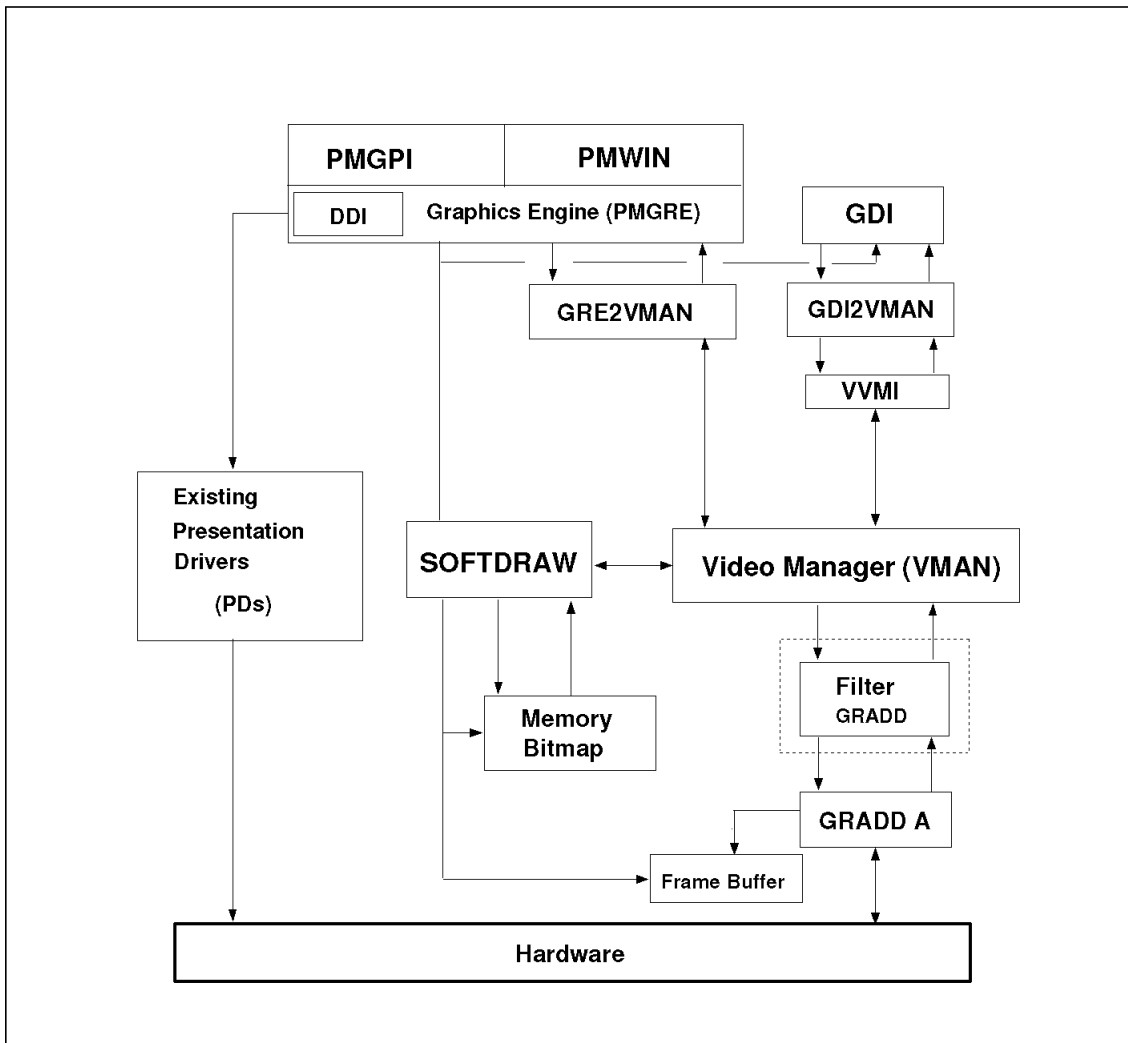 PMGPI
PMWIN
DDI
Graphics Engine (PMGRE)
GDI
GRE2VMAN
GDI2VMAN
VVMI
Existing
Presentation
Drivers
(PDs)
SOFTDRAW
Video Manager (VMAN)
Filter
GRADD
Memory
Bitmap
GRADD A
Frame Buffer
Hardware